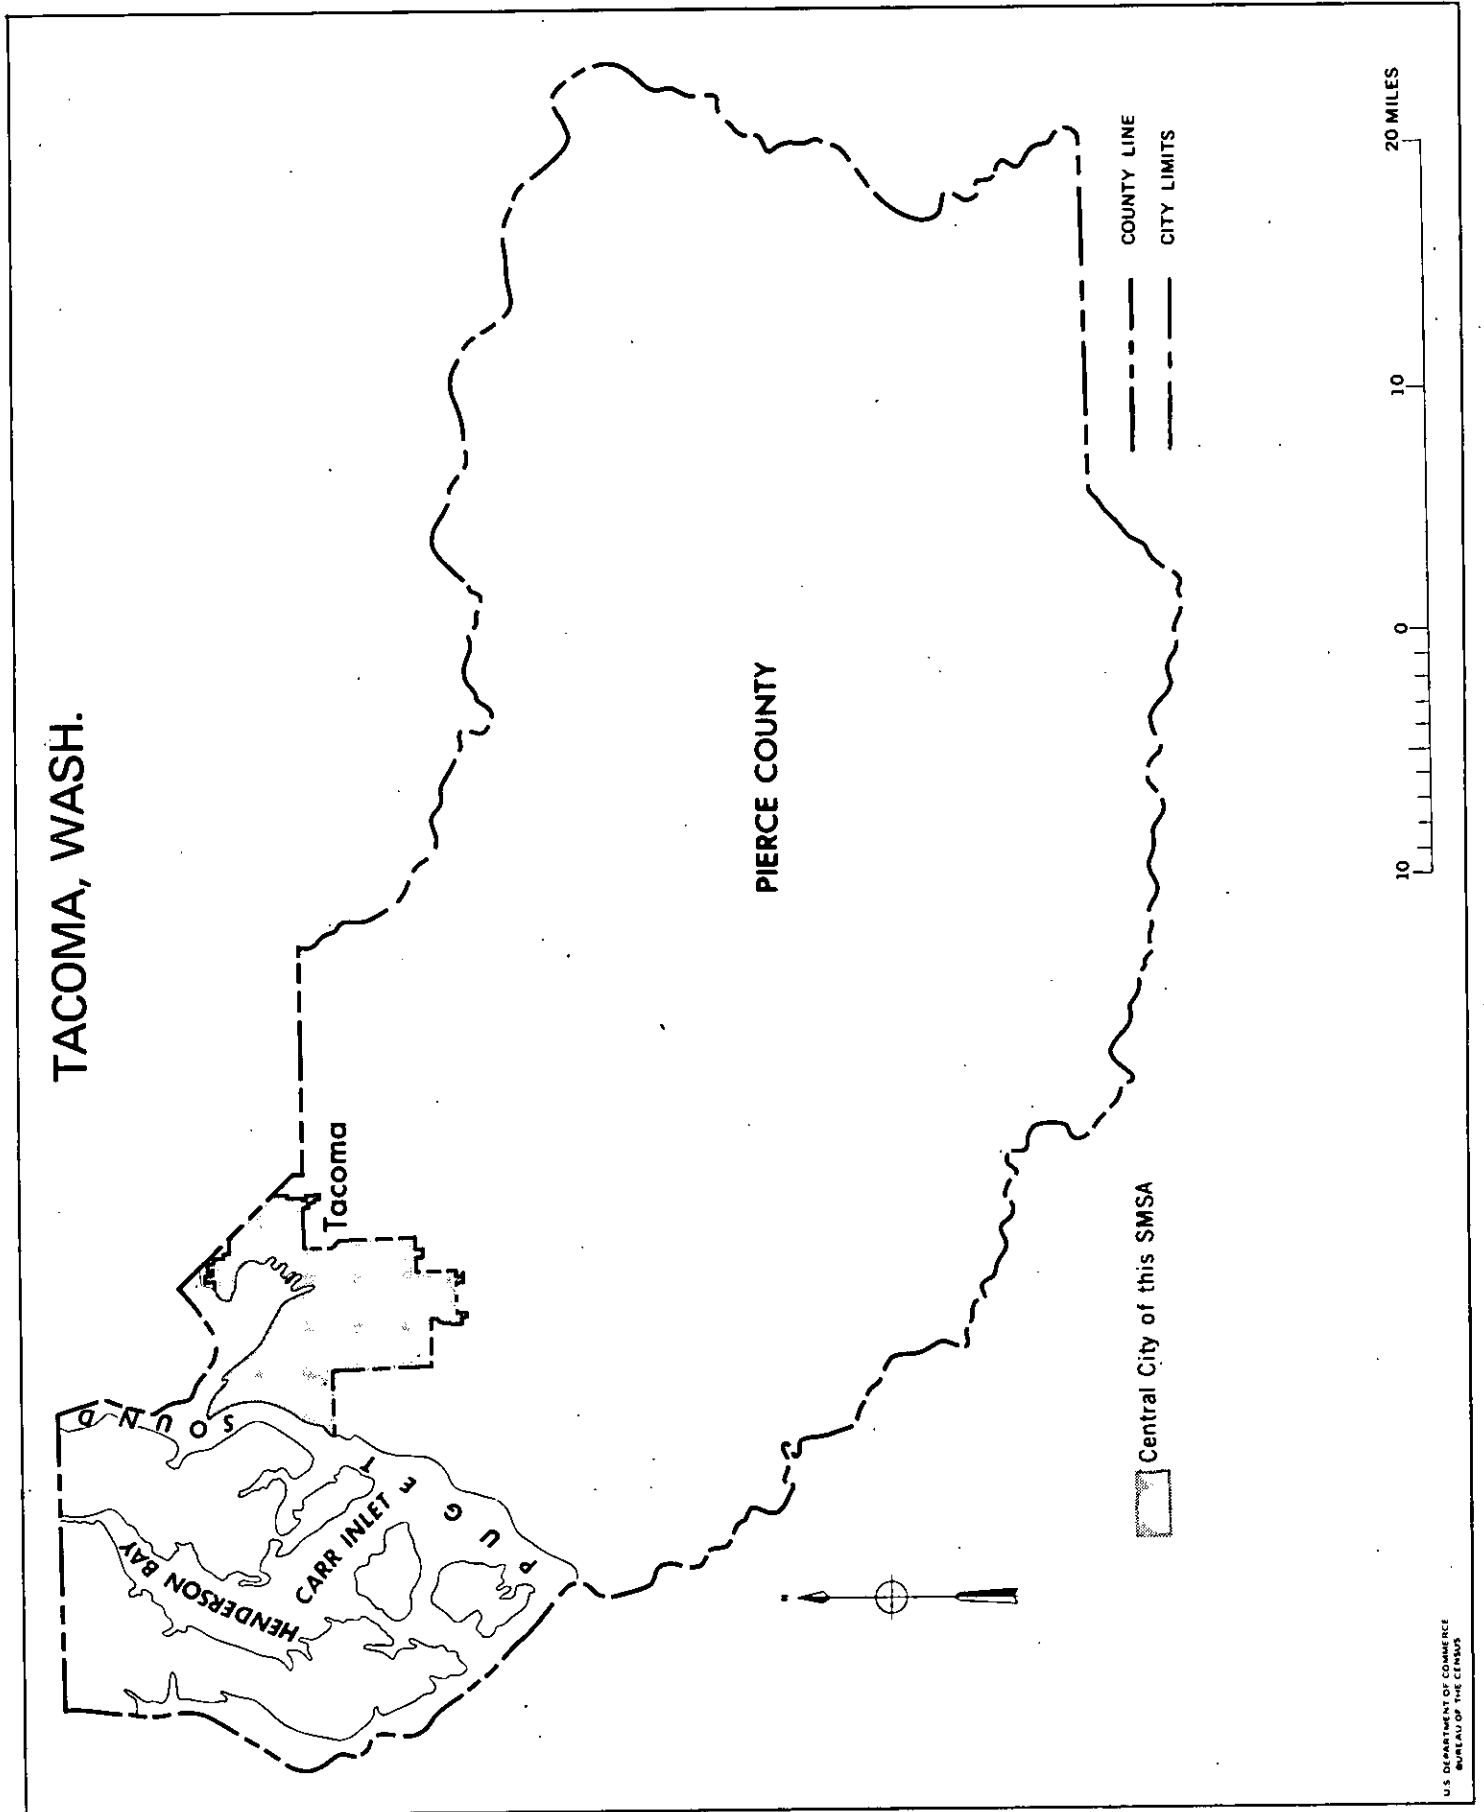 TACOMA, WASH.
PUGET SOUND
HENDERSON BAY
CARR INLET
Tacoma
PIERCE COUNTY
Central City of this SMSA
COUNTY LINE
CITY LIMITS
10 0 10 20 MILES
U.S. DEPARTMENT OF COMMERCE
BUREAU OF THE CENSUS